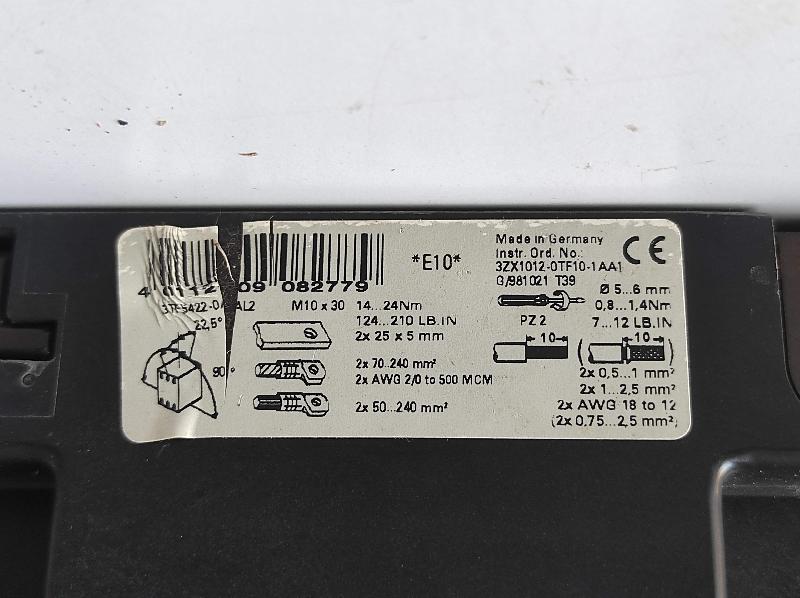 4 0112 09 082779
*E10*
Made in Germany
Instr. Ord. No.:
3ZX1012-0TF10-1AA1
G/981021 T39
CE
AL2
22,5°
90°
M10 x 30
14...24Nm
124...210 LB.IN
2x 25 x 5 mm
2x 70..240 mm²
2x AWG 2/0 to 500 MCM
2x 50...240 mm²
Ø 5...6 mm
0,8...1,4Nm
PZ 2
7...12 LB.IN
10
10
2x 0,5...1 mm²
2x 1...2,5 mm²
2x AWG 18 to 12
(2x 0,75...2,5 mm²)